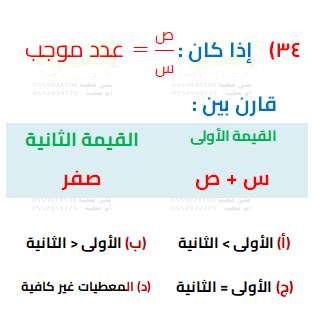 ٣٤) إذا كان : ص/س = عدد موجب
قارن بين :
القيمة الأولى القيمة الثانية
س + ص صفر
(أ) الأولى > الثانية (ب) الأولى < الثانية
(ج) الأولى = الثانية (د) المعطيات غير كافية